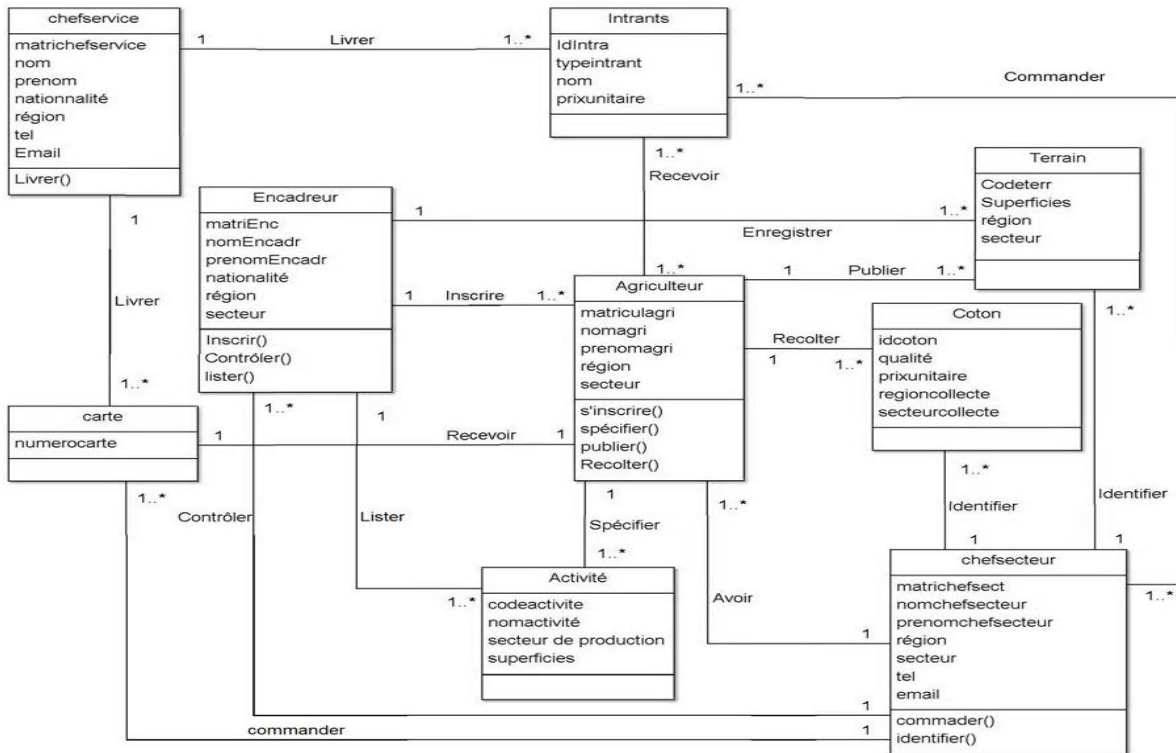 chefservice
matrichefservice
nom
prenom
nationnalité
région
tel
Email
Livrer()
1
Livrer
1..*
Intrants
IdIntra
typeintrant
nom
prixunitaire
1..*
Commander
1..*
Recevoir
1..*
Terrain
Codeterr
Superficies
région
secteur
1
Livrer
1..*
Encadreur
matriEnc
nomEncadr
prenomEncadr
nationalité
région
secteur
Inscrir()
Contrôler()
lister()
1
Enregistrer
1..*
1
Publier
1..*
1
Inscrire
1..*
Agriculteur
matriculagri
nomagri
prenomagri
région
secteur
s'inscrire()
spécifier()
publier()
Recolter()
Recolter
1
1..*
Coton
idcoton
qualité
prixunitaire
regioncollecte
secteurcollecte
1..*
Identifier
1
carte
numerocarte
1
Recevoir
1
1..*
1..*
Contrôler
1
Lister
1..*
1
Spécifier
1..*
1..*
Avoir
1
1..*
Identifier
1
Activité
codeactivite
nomactivité
secteur de production
superficies
chefsecteur
matrichefsect
nomchefsecteur
prenomchefsecteur
région
secteur
tel
email
commader()
identifier()
1..*
1
commander
1